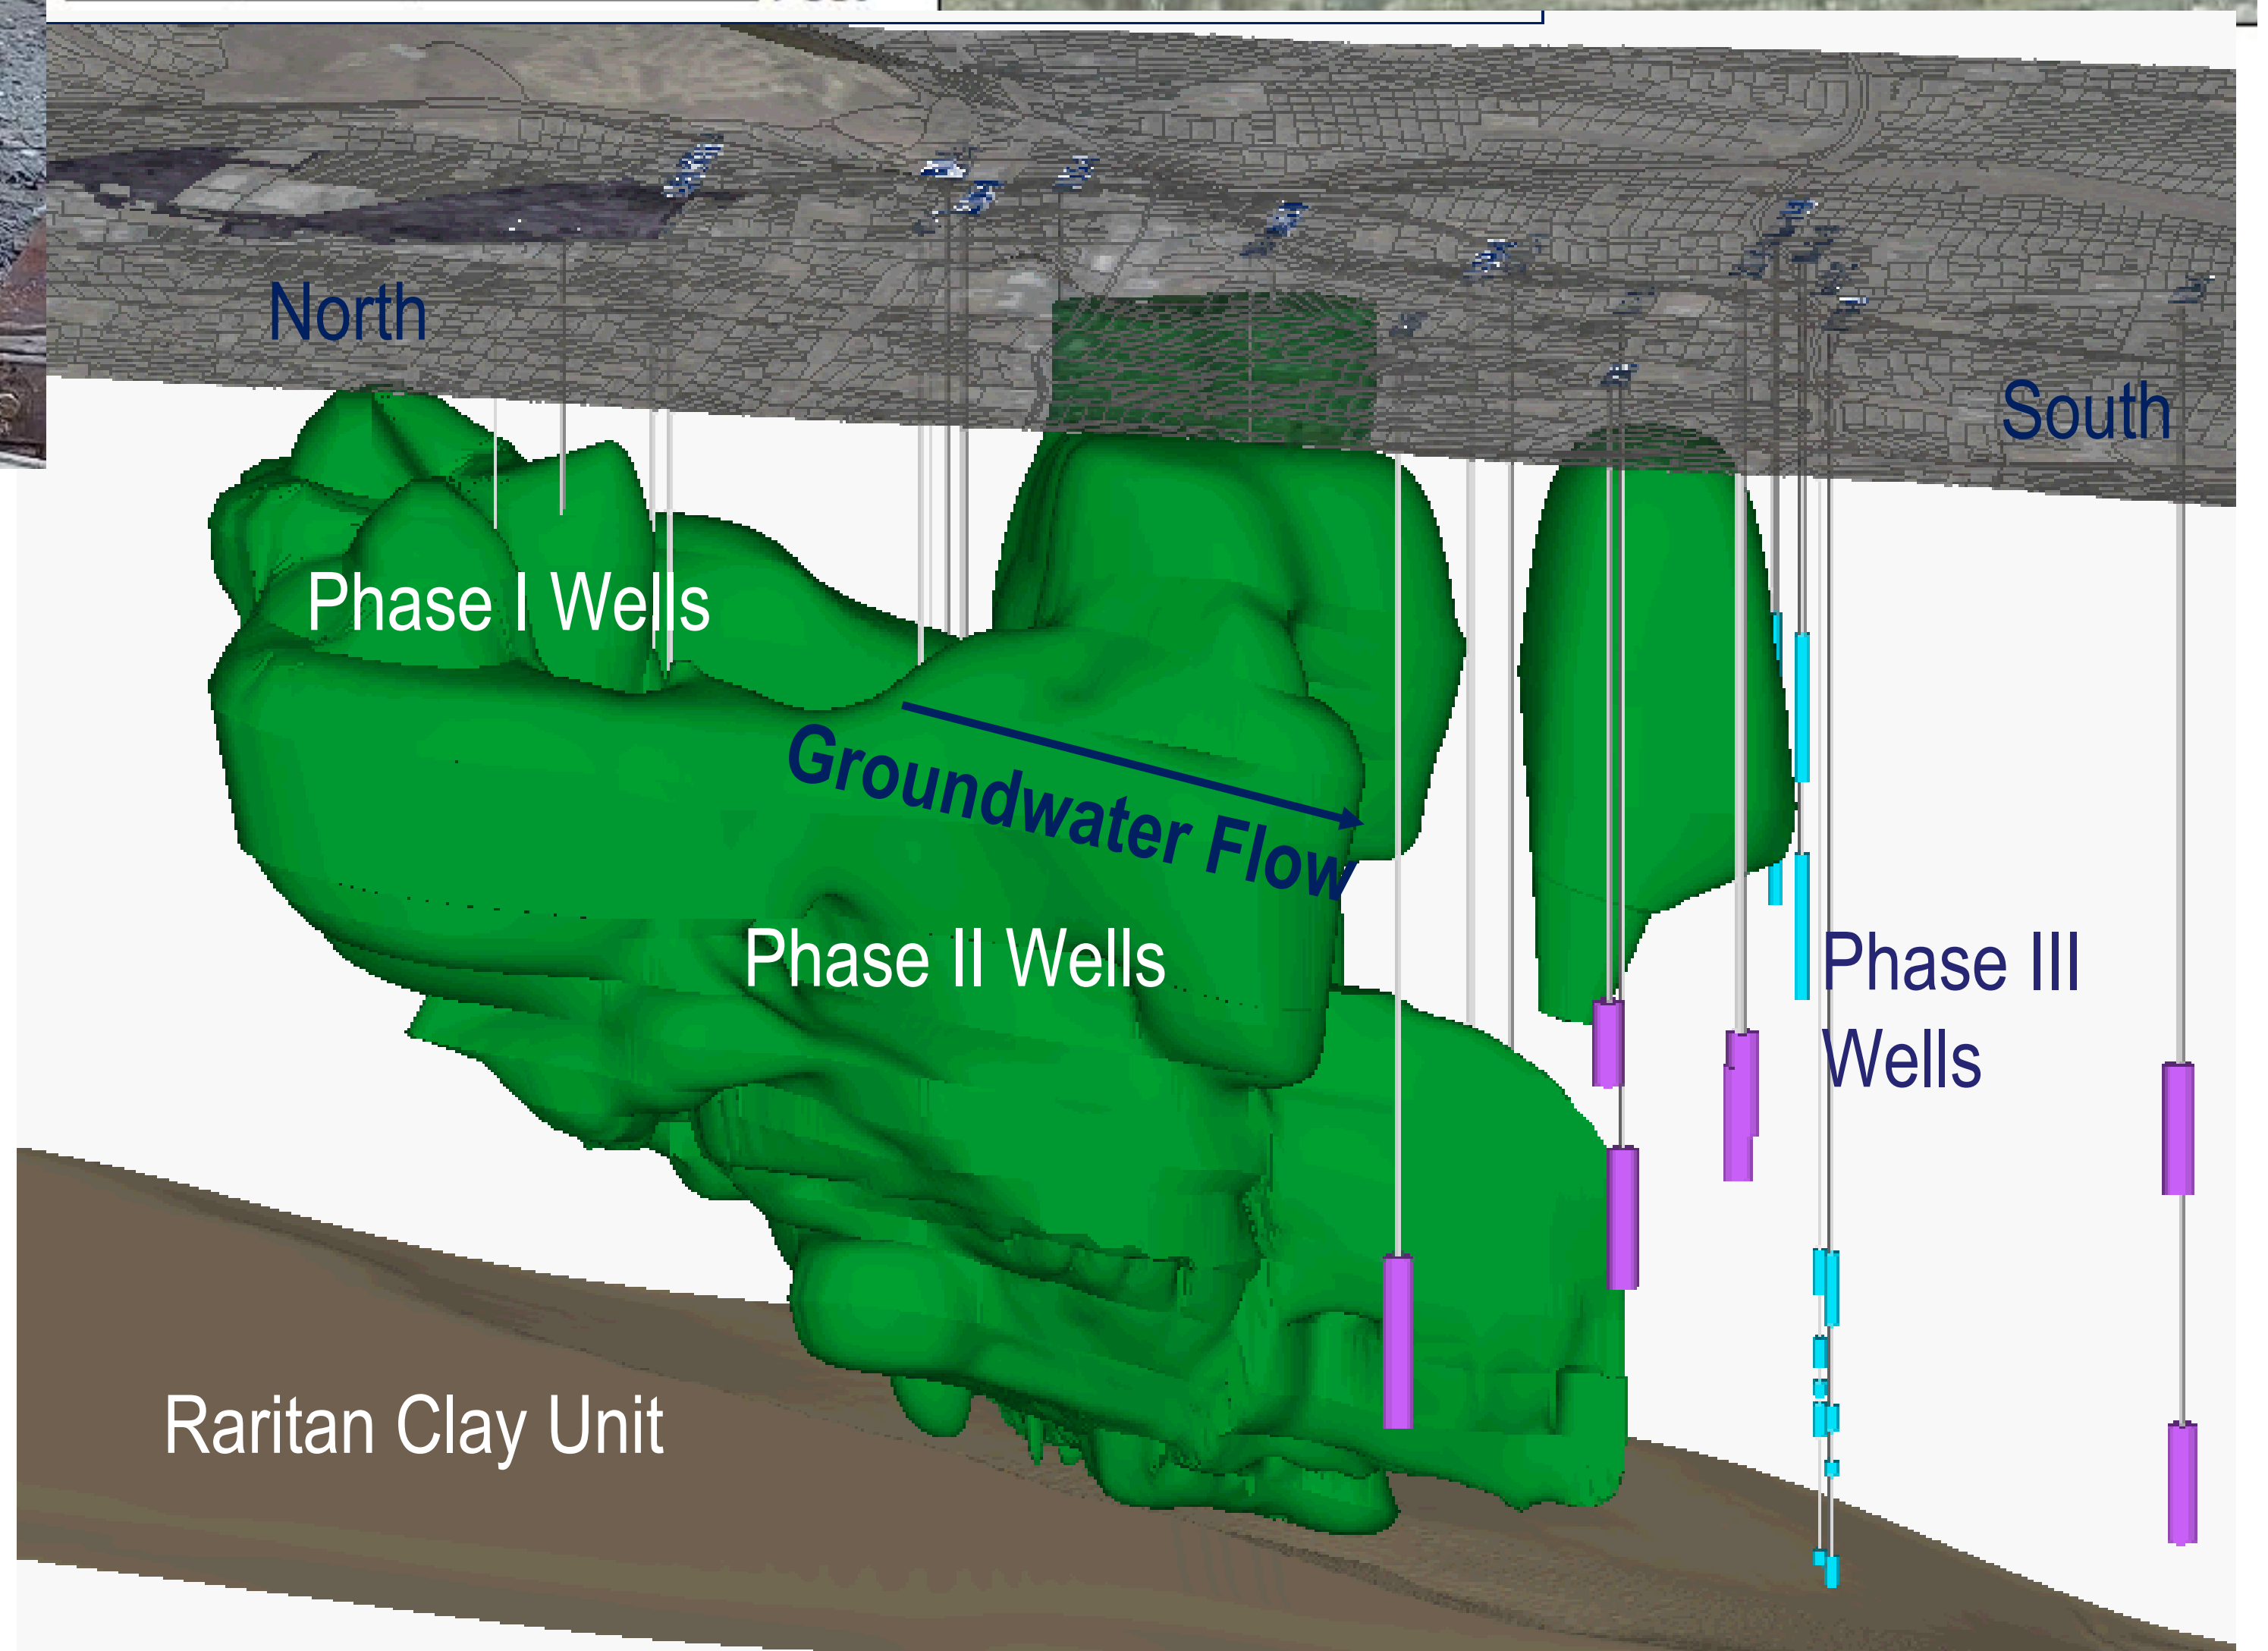 North
South
Phase I Wells
Groundwater Flow
Phase II Wells
Phase III
Wells
Raritan Clay Unit